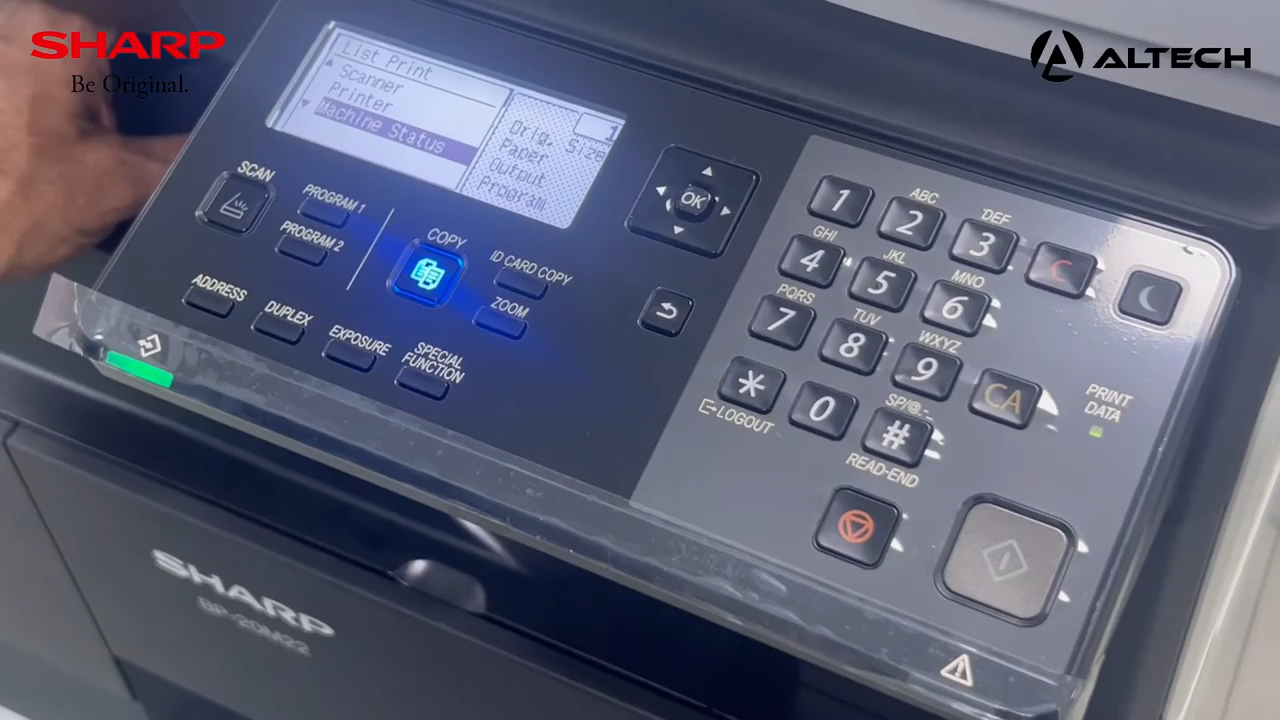 SHARP
Be Original.
ALTECH
List Print
Scanner
Printer
Machine Status
1
Orig. Size
Paper
Output
Program
SCAN
PROGRAM 1
PROGRAM 2
COPY
ID CARD COPY
ZOOM
ADDRESS
DUPLEX
EXPOSURE
SPECIAL
FUNCTION
OK
1
ABC
2
DEF
3
C
GHI
4
JKL
5
MNO
6
PQRS
7
TUV
8
WXYZ
9
CA
*
LOGOUT
0
SP/@._-
#
READ-END
PRINT
DATA
SHARP
BP-20M22